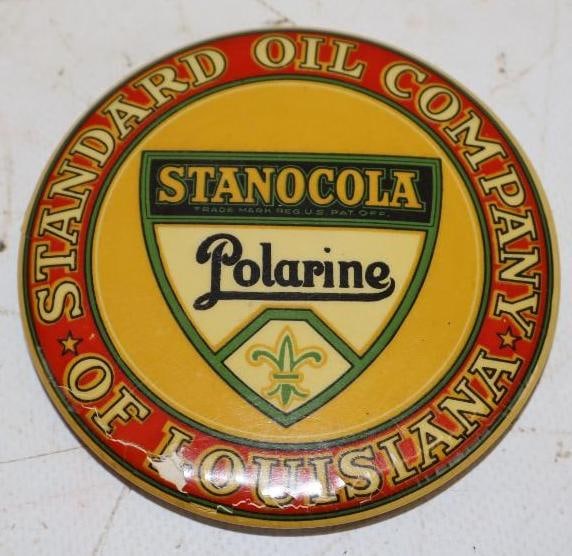 STANDARD OIL COMPANY
STANOCOLA
TRADE MARK REG. U.S. PAT. OFF.
Polarine
OF LOUISIANA